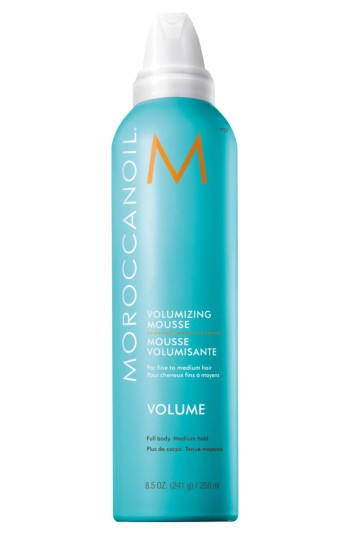 MOROCCANOIL.
M
VOLUMIZING
MOUSSE
MOUSSE
VOLUMISANTE
For fine to medium hair
Pour cheveux fins à moyens
VOLUME
Full body. Medium hold
Plus de corps. Tenue moyenne
8.5 OZ. (241 g) / 250 ml